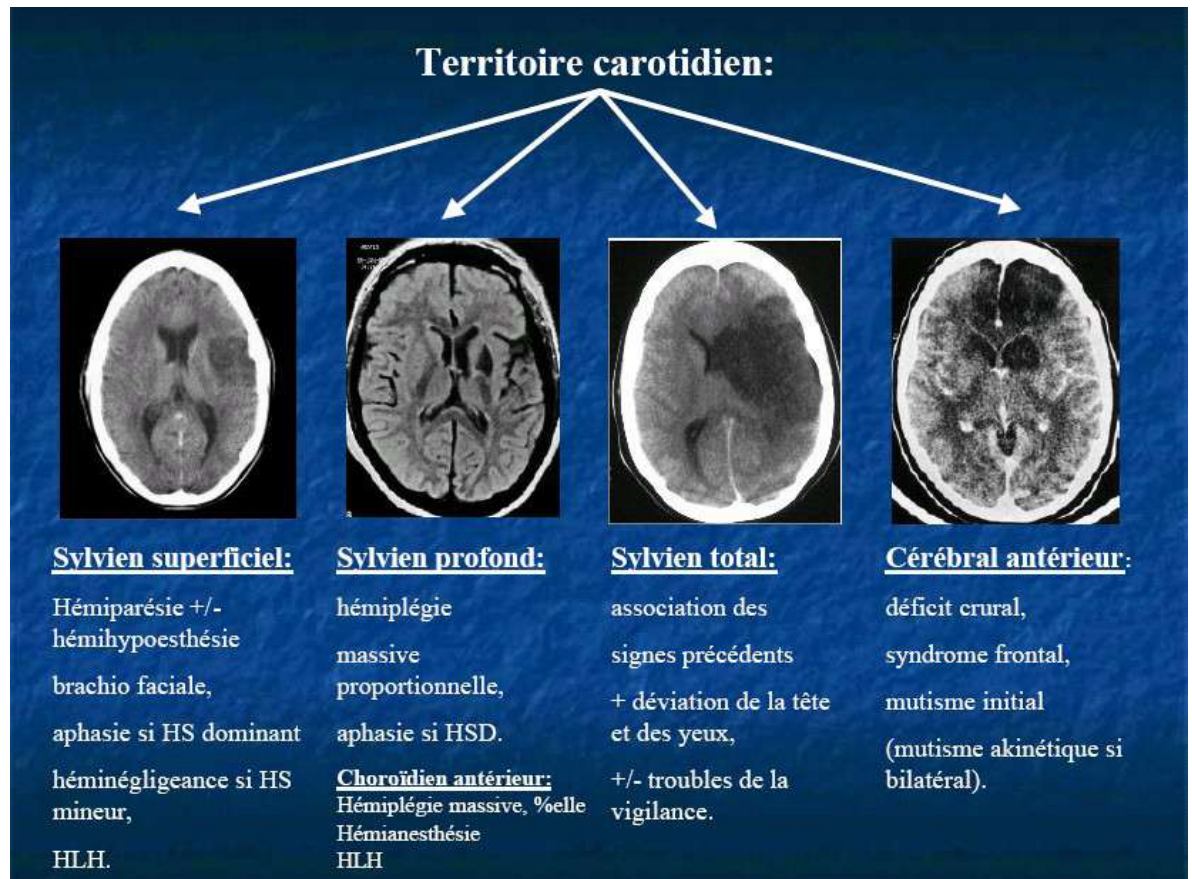 Territoire carotidien:
Sylvien superficiel:
Hémiparésie +/-
hémihypoesthésie
brachio faciale,
aphasie si HS dominant
héminégligeance si HS
mineur,
HLH.
Sylvien profond:
hémiplégie
massive
proportionnelle,
aphasie si HSD.
Choroïdien antérieur:
Hémiplégie massive, %elle
Hémianesthésie
HLH
Sylvien total:
association des
signes précédents
+ déviation de la tête
et des yeux,
+/- troubles de la
vigilance.
Cérébral antérieur:
déficit crural,
syndrome frontal,
mutisme initial
(mutisme akinétique si
bilatéral).